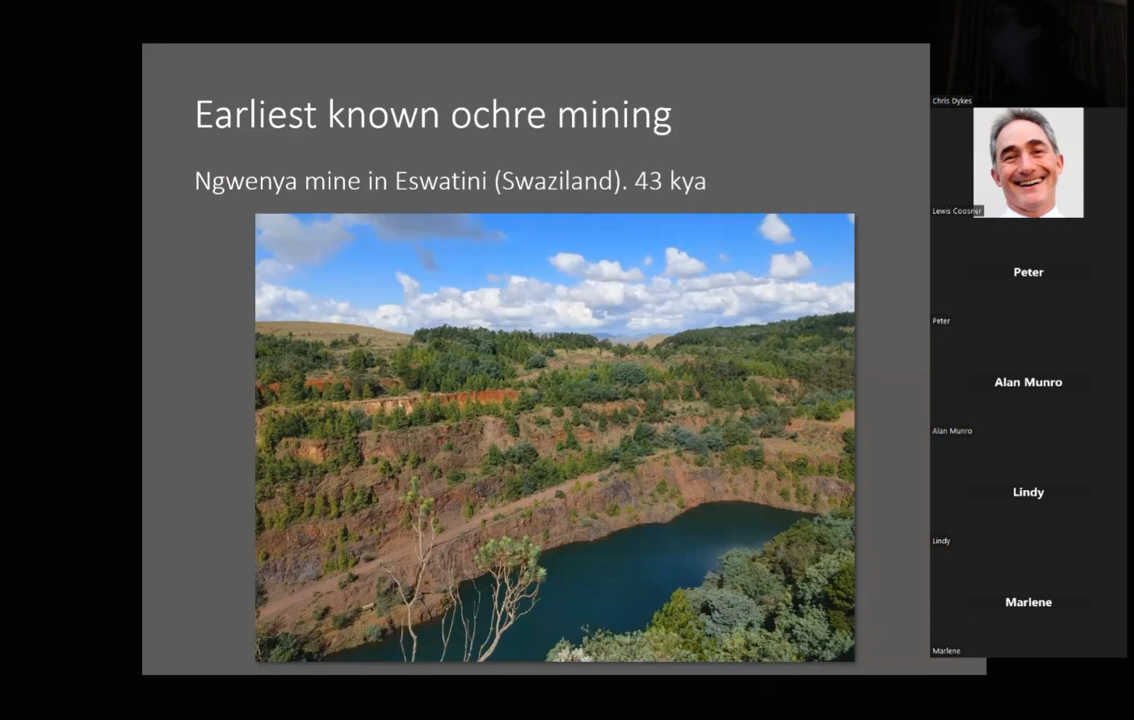 Earliest known ochre mining
Ngwenya mine in Eswatini (Swaziland). 43 kya
Chris Dykes
Lewis Coosner
Peter
Peter
Alan Munro
Alan Munro
Lindy
Lindy
Marlene
Marlene